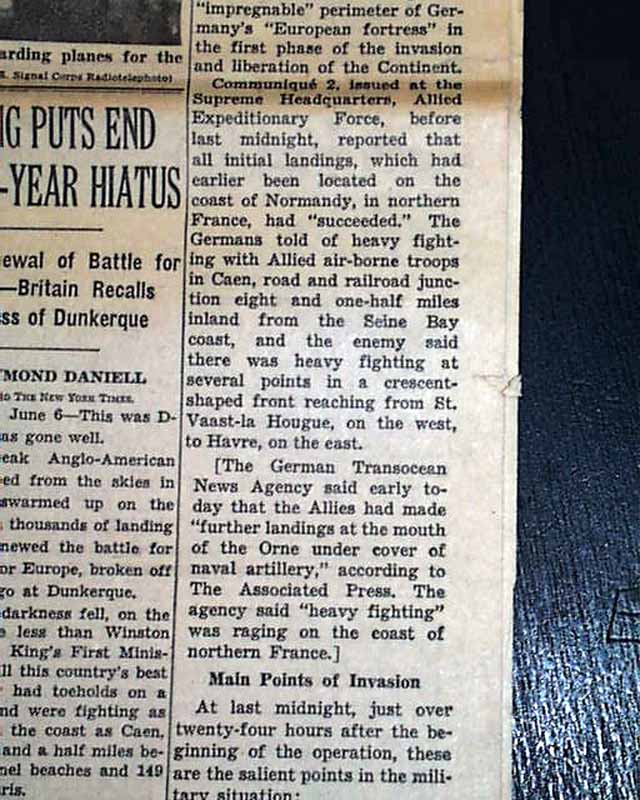 arding planes for the
Signal Corps Radiotelephoto)
G PUTS END
-YEAR HIATUS
ewal of Battle for
—Britain Recalls
ss of Dunkerque
MOND DANIELL
to THE NEW YORK TIMES.
June 6—This was D-
as gone well.
eak Anglo-American
ed from the skies in
swarmed up on the
thousands of landing
newed the battle for
or Europe, broken off
go at Dunkerque.
darkness fell, on the
e less than Winston
King's First Minis-
ll this country's best
had toeholds on a
nd were fighting as
the coast as Caen,
and a half miles be-
nel beaches and 149
ris.
"impregnable" perimeter of Ger-
many's "European fortress" in
the first phase of the invasion
and liberation of the Continent.
Communiqué 2, issued at the
Supreme Headquarters, Allied
Expeditionary Force, before
last midnight, reported that
all initial landings, which had
earlier been located on the
coast of Normandy, in northern
France, had "succeeded." The
Germans told of heavy fight-
ing with Allied air-borne troops
in Caen, road and railroad junc-
tion eight and one-half miles
inland from the Seine Bay
coast, and the enemy said
there was heavy fighting at
several points in a crescent-
shaped front reaching from St.
Vaast-la Hougue, on the west,
to Havre, on the east.
[The German Transocean
News Agency said early to-
day that the Allies had made
"further landings at the mouth
of the Orne under cover of
naval artillery," according to
The Associated Press. The
agency said "heavy fighting"
was raging on the coast of
northern France.]
Main Points of Invasion
At last midnight, just over
twenty-four hours after the be-
ginning of the operation, these
are the salient points in the mili-
tary situation: